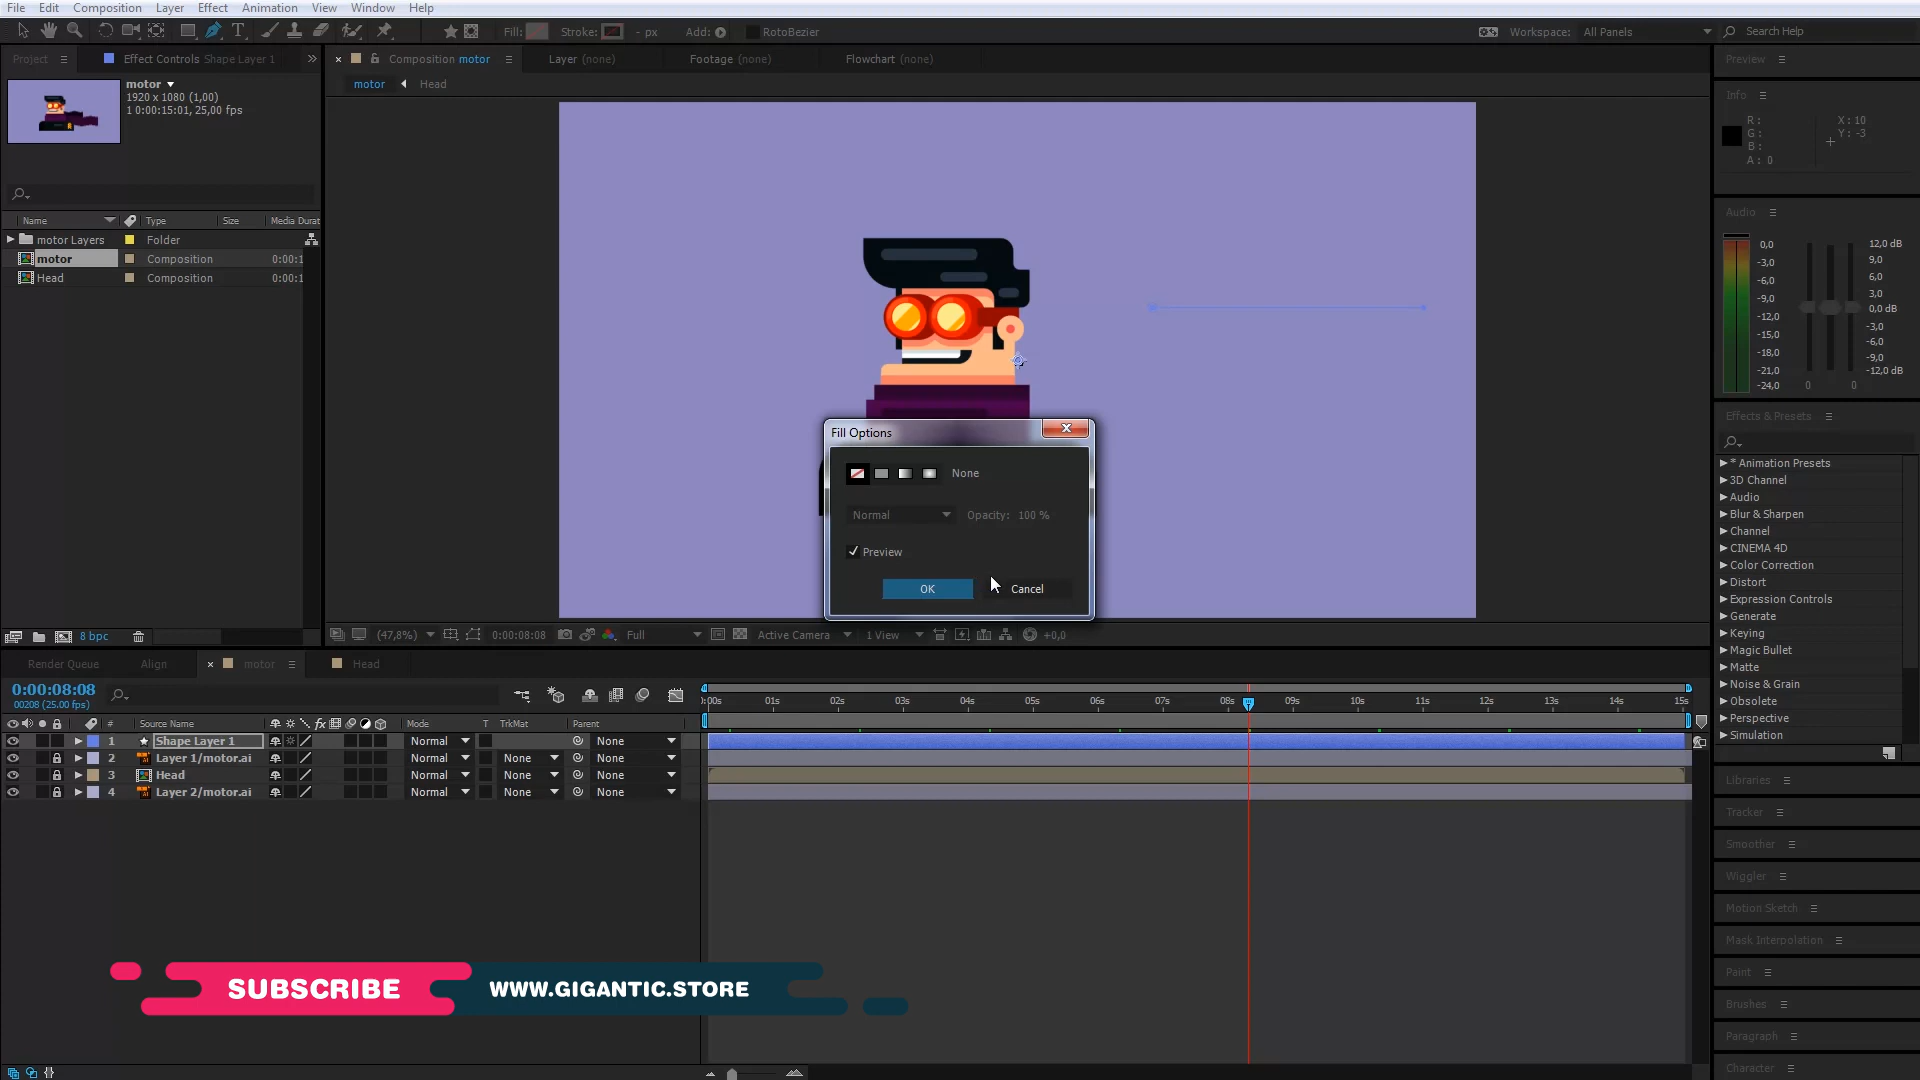 File Edit Composition Layer Effect Animation View Window Help
T Fill: Stroke: - px Add: RotoBezier Workspace: All Panels Search Help
Project Effect Controls Shape Layer 1 Composition motor Layer (none) Footage (none) Flowchart (none) Preview
motor Head
motor
1920 x 1080 (1,00)
1 0:00:15:01, 25,00 fps
Name Type Size Media Durat
motor Layers Folder
motor Composition 0:00:1
Head Composition 0:00:1
8 bpc
Fill Options
None
Normal Opacity: 100 %
Preview
OK Cancel
(47,8%) 0:00:08:08 Full Active Camera 1 View +0,0
Info
R: X: 10
G: Y: -3
B:
A: 0
Audio
0,0 12,0 dB
-3,0 9,0
-6,0 6,0
-9,0 3,0
-12,0 0,0 dB
-15,0 -3,0
-18,0 -6,0
-21,0 -9,0
-24,0 0 0 -12,0 dB
Effects & Presets
* Animation Presets
3D Channel
Audio
Blur & Sharpen
Channel
CINEMA 4D
Color Correction
Distort
Expression Controls
Generate
Keying
Magic Bullet
Matte
Noise & Grain
Obsolete
Perspective
Simulation
Libraries
Tracker
Smoother
Wiggler
Motion Sketch
Mask Interpolation
Paint
Brushes
Paragraph
Character
Render Queue Align motor Head
0:00:08:08
00208 (25.00 fps)
:00s 01s 02s 03s 04s 05s 06s 07s 08s 09s 10s 11s 12s 13s 14s 15s
# Source Name fx Mode T TrkMat Parent
1 Shape Layer 1 Normal None
2 Layer 1/motor.ai Normal None None
3 Head Normal None None
4 Layer 2/motor.ai Normal None None
SUBSCRIBE WWW.GIGANTIC.STORE